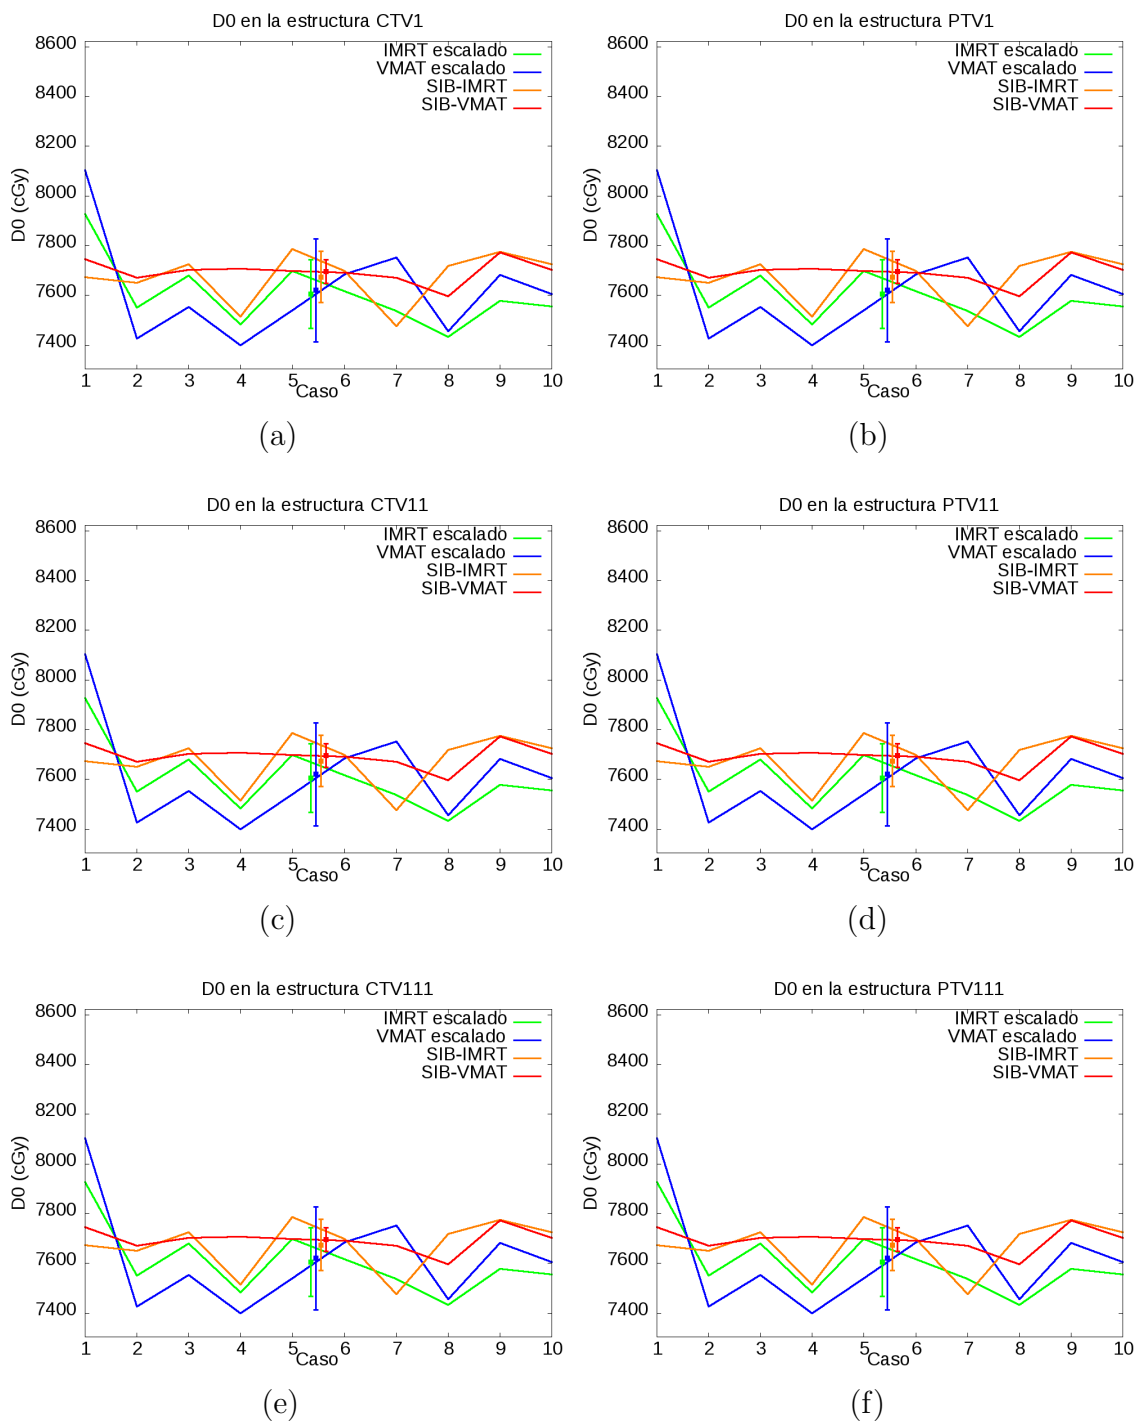 D0 en la estructura CTV1
8600
8400
8200
8000
7800
7600
7400
D0 (cGy)
IMRT escalado
VMAT escalado
SIB-IMRT
SIB-VMAT
1 2 3 4 5 6 7 8 9 10
Caso
(a)
D0 en la estructura PTV1
8600
8400
8200
8000
7800
7600
7400
D0 (cGy)
IMRT escalado
VMAT escalado
SIB-IMRT
SIB-VMAT
1 2 3 4 5 6 7 8 9 10
Caso
(b)
D0 en la estructura CTV11
8600
8400
8200
8000
7800
7600
7400
D0 (cGy)
IMRT escalado
VMAT escalado
SIB-IMRT
SIB-VMAT
1 2 3 4 5 6 7 8 9 10
Caso
(c)
D0 en la estructura PTV11
8600
8400
8200
8000
7800
7600
7400
D0 (cGy)
IMRT escalado
VMAT escalado
SIB-IMRT
SIB-VMAT
1 2 3 4 5 6 7 8 9 10
Caso
(d)
D0 en la estructura CTV111
8600
8400
8200
8000
7800
7600
7400
D0 (cGy)
IMRT escalado
VMAT escalado
SIB-IMRT
SIB-VMAT
1 2 3 4 5 6 7 8 9 10
Caso
(e)
D0 en la estructura PTV111
8600
8400
8200
8000
7800
7600
7400
D0 (cGy)
IMRT escalado
VMAT escalado
SIB-IMRT
SIB-VMAT
1 2 3 4 5 6 7 8 9 10
Caso
(f)